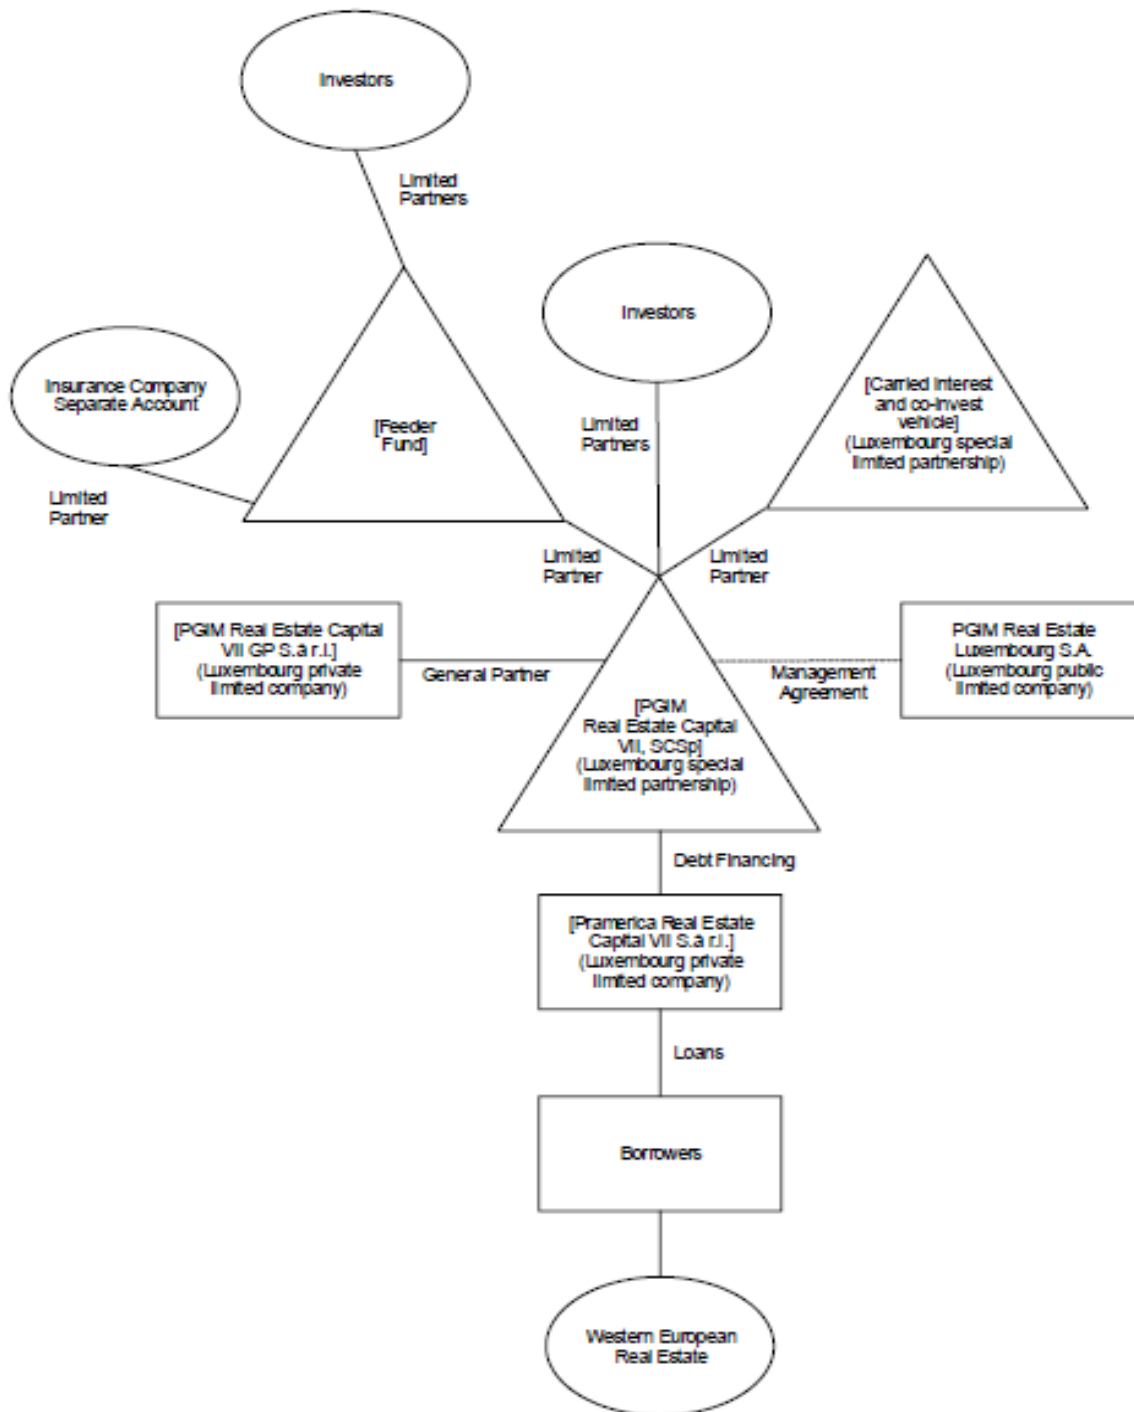 Investors
Limited
Partners
Investors
Insurance Company
Separate Account
[Feeder
Fund]
Limited
Partners
[Carried interest
and co-invest
vehicle]
(Luxembourg special
limited partnership)
Limited
Partner
Limited
Partner
Limited
Partner
[PGIM Real Estate Capital
VII GP S.à r.l.]
(Luxembourg private
limited company)
General Partner
Management
Agreement
PGIM Real Estate
Luxembourg S.A.
(Luxembourg public
limited company)
[PGIM
Real Estate Capital
VII, SCSp]
(Luxembourg special
limited partnership)
Debt Financing
[Pramerica Real Estate
Capital VII S.à r.l.]
(Luxembourg private
limited company)
Loans
Borrowers
Western European
Real Estate